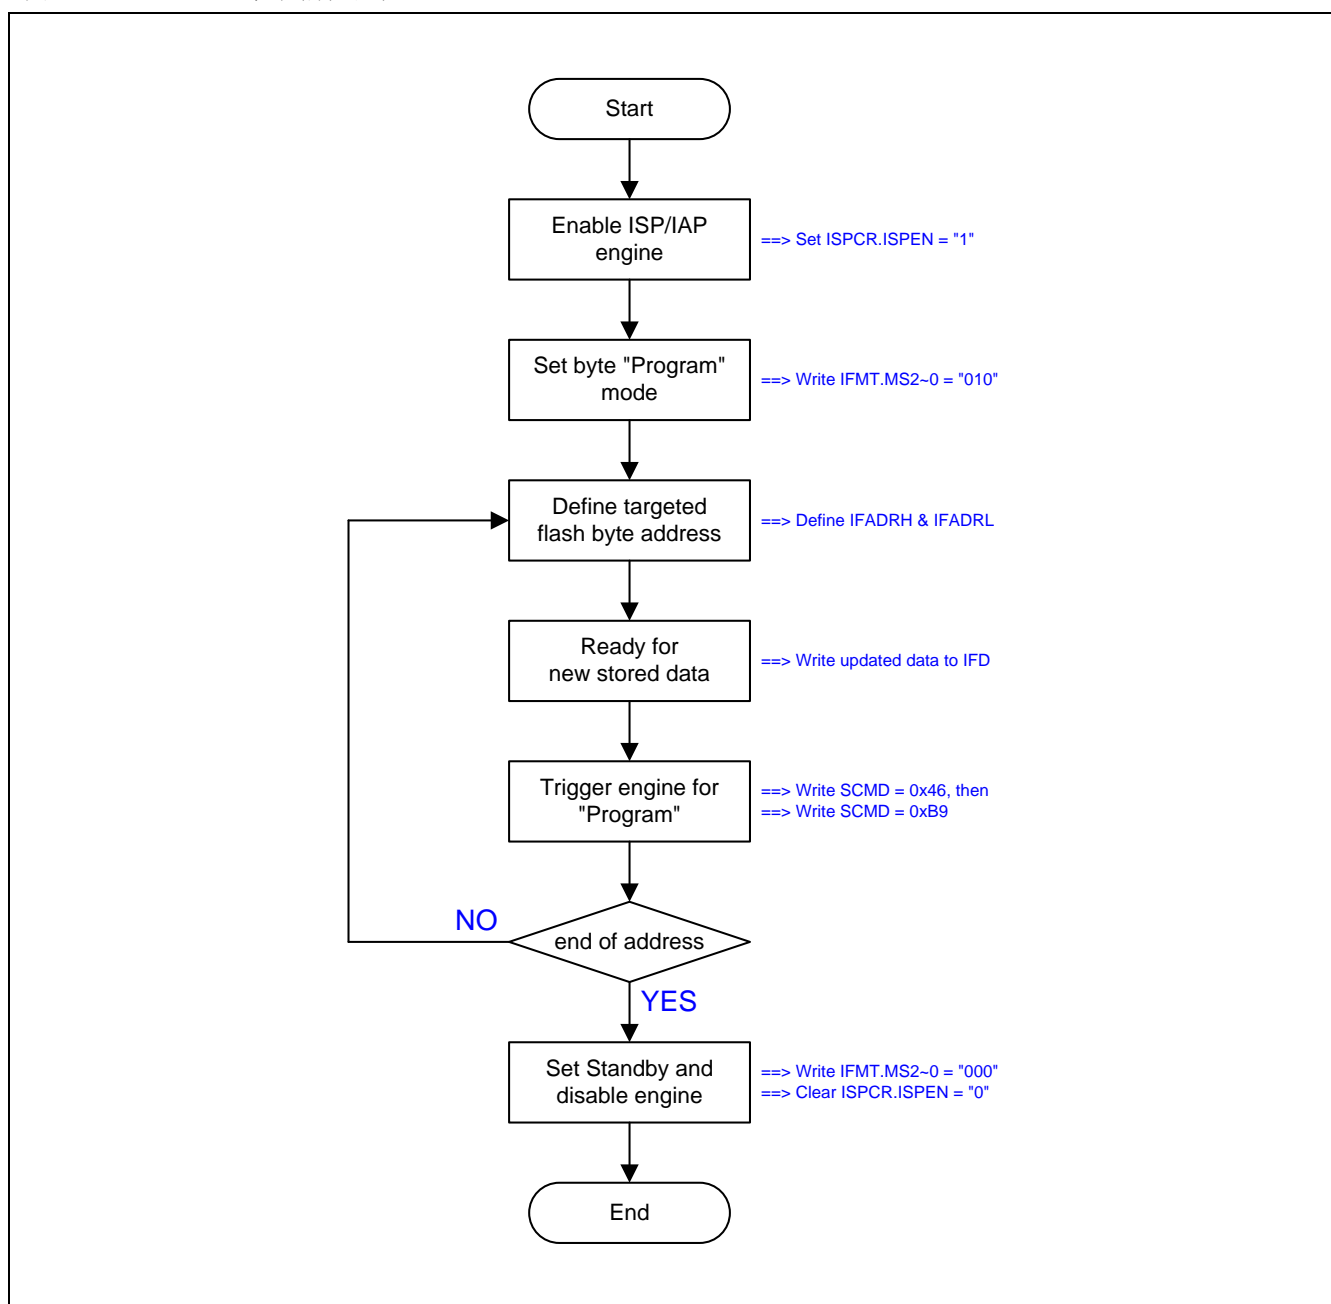 Start
Enable ISP/IAP
engine
==> Set ISPCR.ISPEN = "1"
Set byte "Program"
mode
==> Write IFMT.MS2~0 = "010"
Define targeted
flash byte address
==> Define IFADRH & IFADRL
Ready for
new stored data
==> Write updated data to IFD
Trigger engine for
"Program"
==> Write SCMD = 0x46, then
==> Write SCMD = 0xB9
end of address
NO
YES
Set Standby and
disable engine
==> Write IFMT.MS2~0 = "000"
==> Clear ISPCR.ISPEN = "0"
End